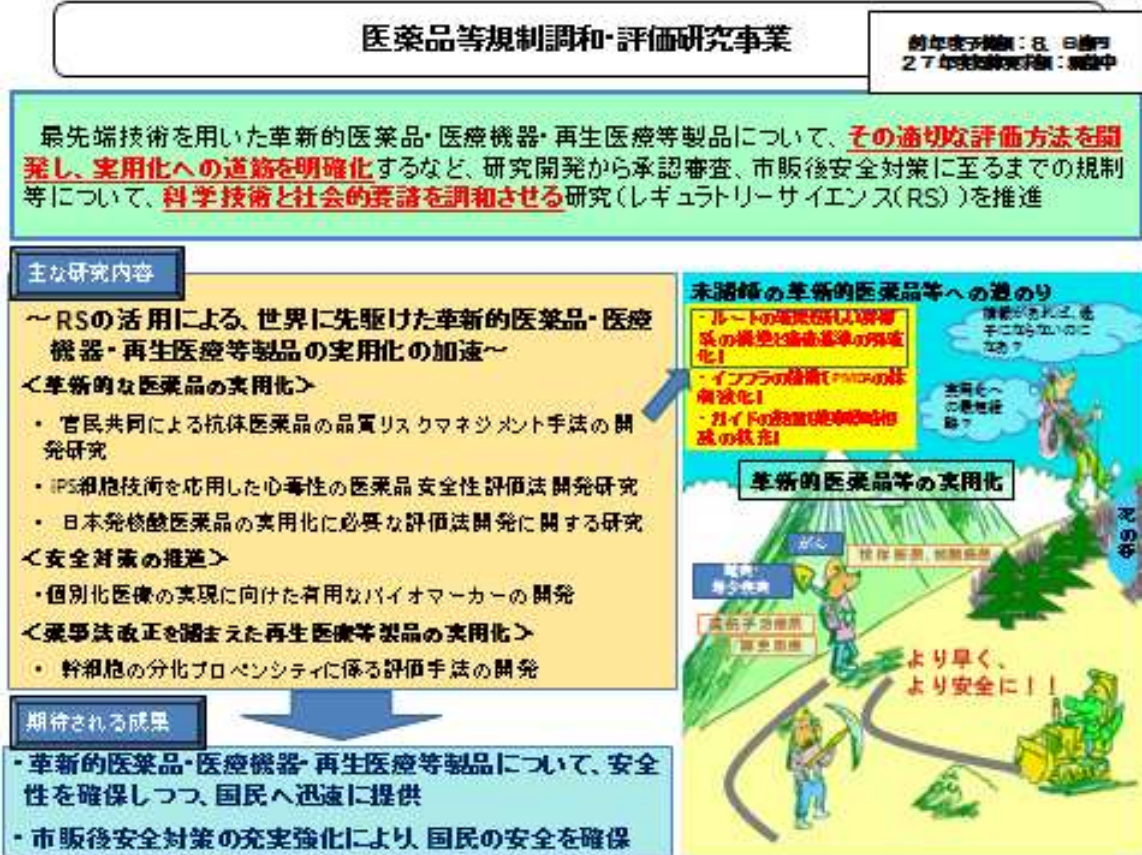 医薬品等規制調和・評価研究事業
最先端技術を用いた革新的医薬品・医療機器・再生医療等製品について、その適切な評価方法を開
発し、実用化への道筋を明確化するなど、研究開発から承認審査、市販後安全対策に至るまでの規制
等について、科学技術と社会的要請を調和させる研究（レギュラトリーサイエンス（RS））を推進
主な研究内容
～RSの活用による、世界に先駆けた革新的医薬品・医療
機器・再生医療等製品の実用化の加速～
＜革新的な医薬品の実用化＞
・ 官民共同による抗体医薬品の品質リスクマネジメント手法の開
発研究
・iPS細胞技術を応用した心毒性の医薬品安全性評価法開発研究
・ 日本発核酸医薬品の実用化に必要な評価法開発に関する研究
＜安全対策の推進＞
・個別化医療の実現に向けた有用なバイオマーカーの開発
＜薬事法改正を踏まえた再生医療等製品の実用化＞
・ 幹細胞の分化プロペンシティに係る評価手法の開発
期待される成果
・革新的医薬品・医療機器・再生医療等製品について、安全
性を確保しつつ、国民へ迅速に提供
・市販後安全対策の充実強化により、国民の安全を確保
未踏峰の革新的医薬品等への道のり
革新的医薬品等の実用化
がん
死の谷
より早く、
より安全に！！